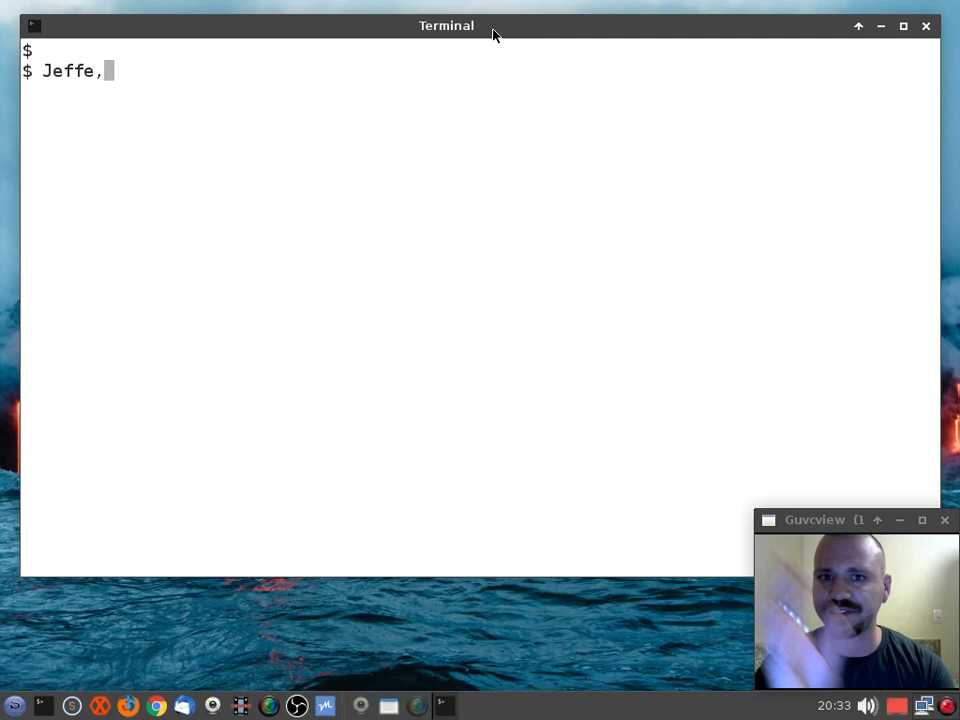 Terminal
$
$ Jeffe,
Guvcview (1
20:33